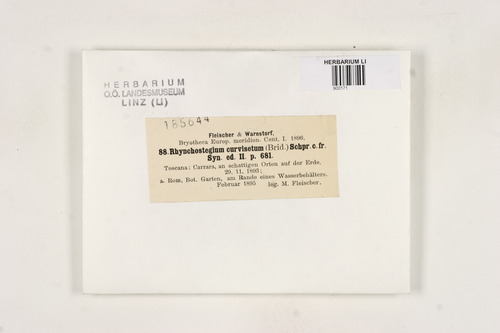 HERBARIUM
O.Ö. LANDESMUSEUM
LINZ (LI)
HERBARIUM LI
185644
Fleischer & Warnstorf,
Bryotheca Europ. meridion. Cent. I. 1896.
88. Rhynchostegium curvisetum (Brid.) Schpr. c. fr.
Syn. ed. II. p. 681.
Toscana: Carrara, an schattigen Orten auf der Erde.
29. 11. 1893;
a. Rom, Bot. Garten, am Rande eines Wasserbehälters.
Februar 1895 lig. M. Fleischer.